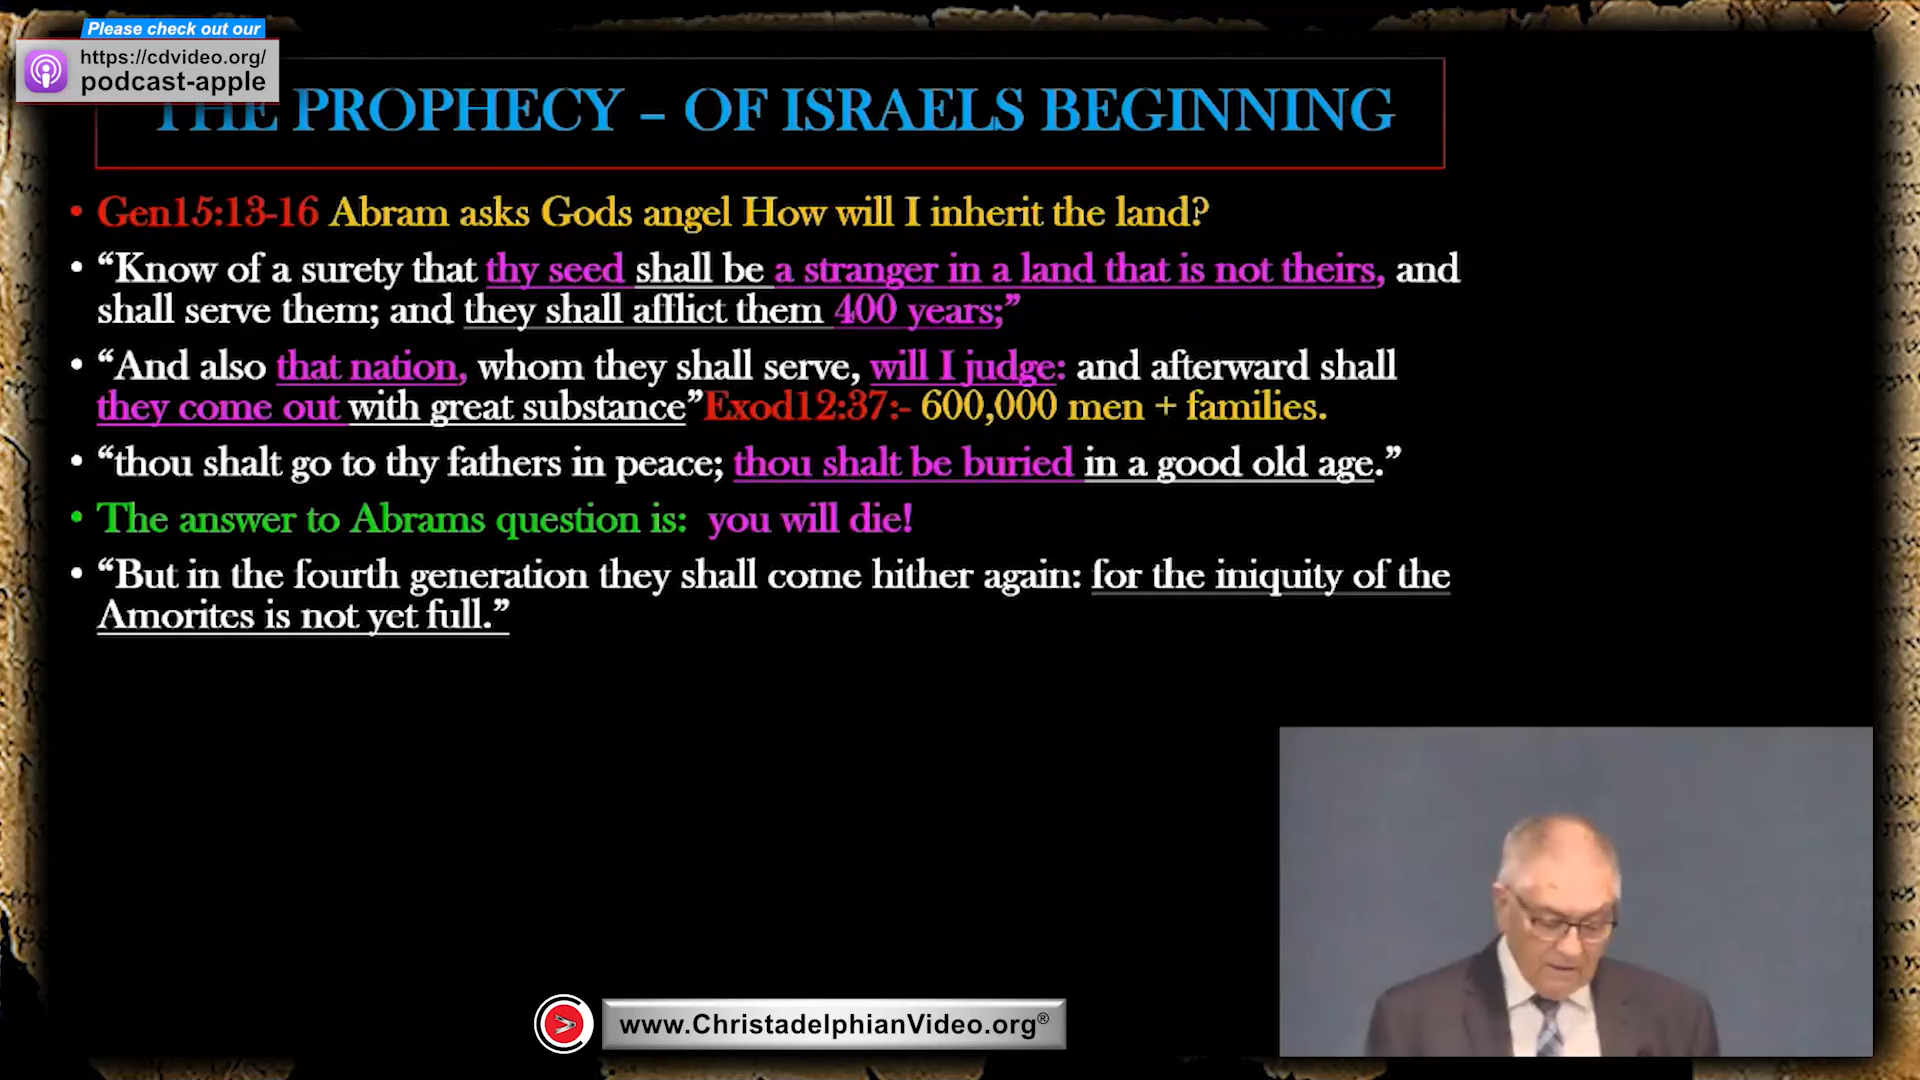 Please check out our
https://cdvideo.org/
podcast-apple
THE PROPHECY – OF ISRAELS BEGINNING
• Gen15:13-16 Abram asks Gods angel How will I inherit the land?
• “Know of a surety that thy seed shall be a stranger in a land that is not theirs, and
shall serve them; and they shall afflict them 400 years;”
• “And also that nation, whom they shall serve, will I judge: and afterward shall
they come out with great substance”Exod12:37:- 600,000 men + families.
• “thou shalt go to thy fathers in peace; thou shalt be buried in a good old age.”
• The answer to Abrams question is: you will die!
• “But in the fourth generation they shall come hither again: for the iniquity of the
Amorites is not yet full.”
www.ChristadelphianVideo.org®